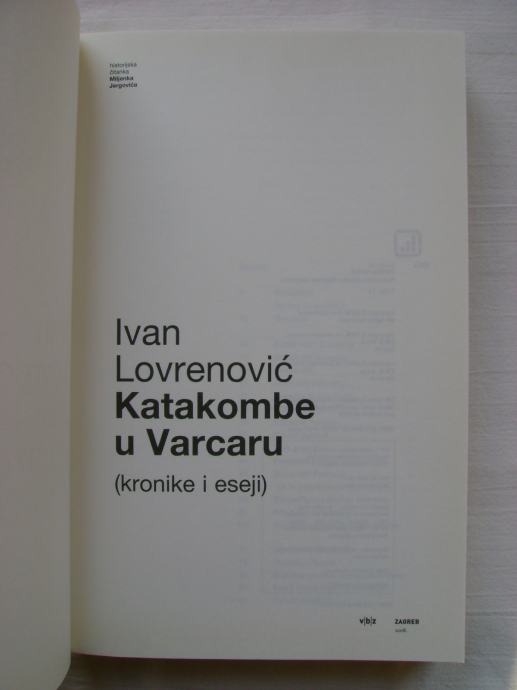 historijska
čitanka
Miljenka
Jergovića
Ivan
Lovrenović
Katakombe
u Varcaru
(kronike i eseji)
v|b|z ZAGREB